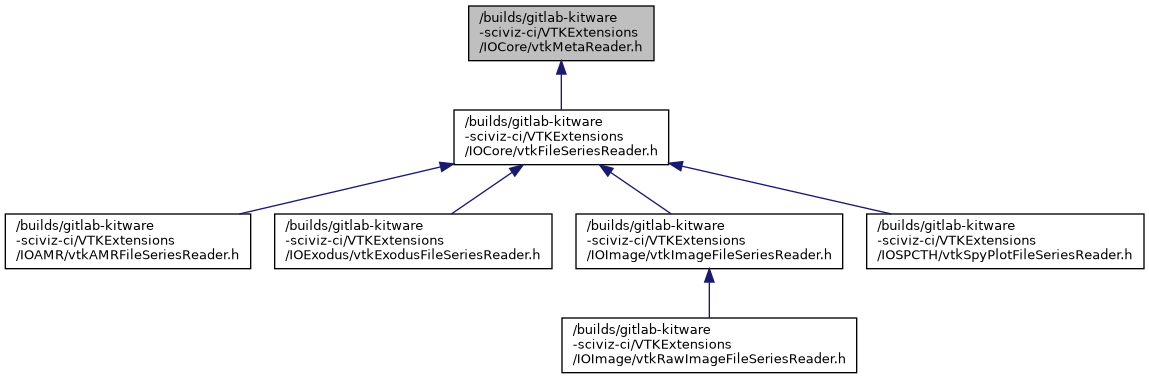 /builds/gitlab-kitware
-sciviz-ci/VTKExtensions
/IOCore/vtkMetaReader.h
/builds/gitlab-kitware
-sciviz-ci/VTKExtensions
/IOCore/vtkFileSeriesReader.h
/builds/gitlab-kitware
-sciviz-ci/VTKExtensions
/IOAMR/vtkAMRFileSeriesReader.h
/builds/gitlab-kitware
-sciviz-ci/VTKExtensions
/IOExodus/vtkExodusFileSeriesReader.h
/builds/gitlab-kitware
-sciviz-ci/VTKExtensions
/IOImage/vtkImageFileSeriesReader.h
/builds/gitlab-kitware
-sciviz-ci/VTKExtensions
/IOSPCTH/vtkSpyPlotFileSeriesReader.h
/builds/gitlab-kitware
-sciviz-ci/VTKExtensions
/IOImage/vtkRawImageFileSeriesReader.h